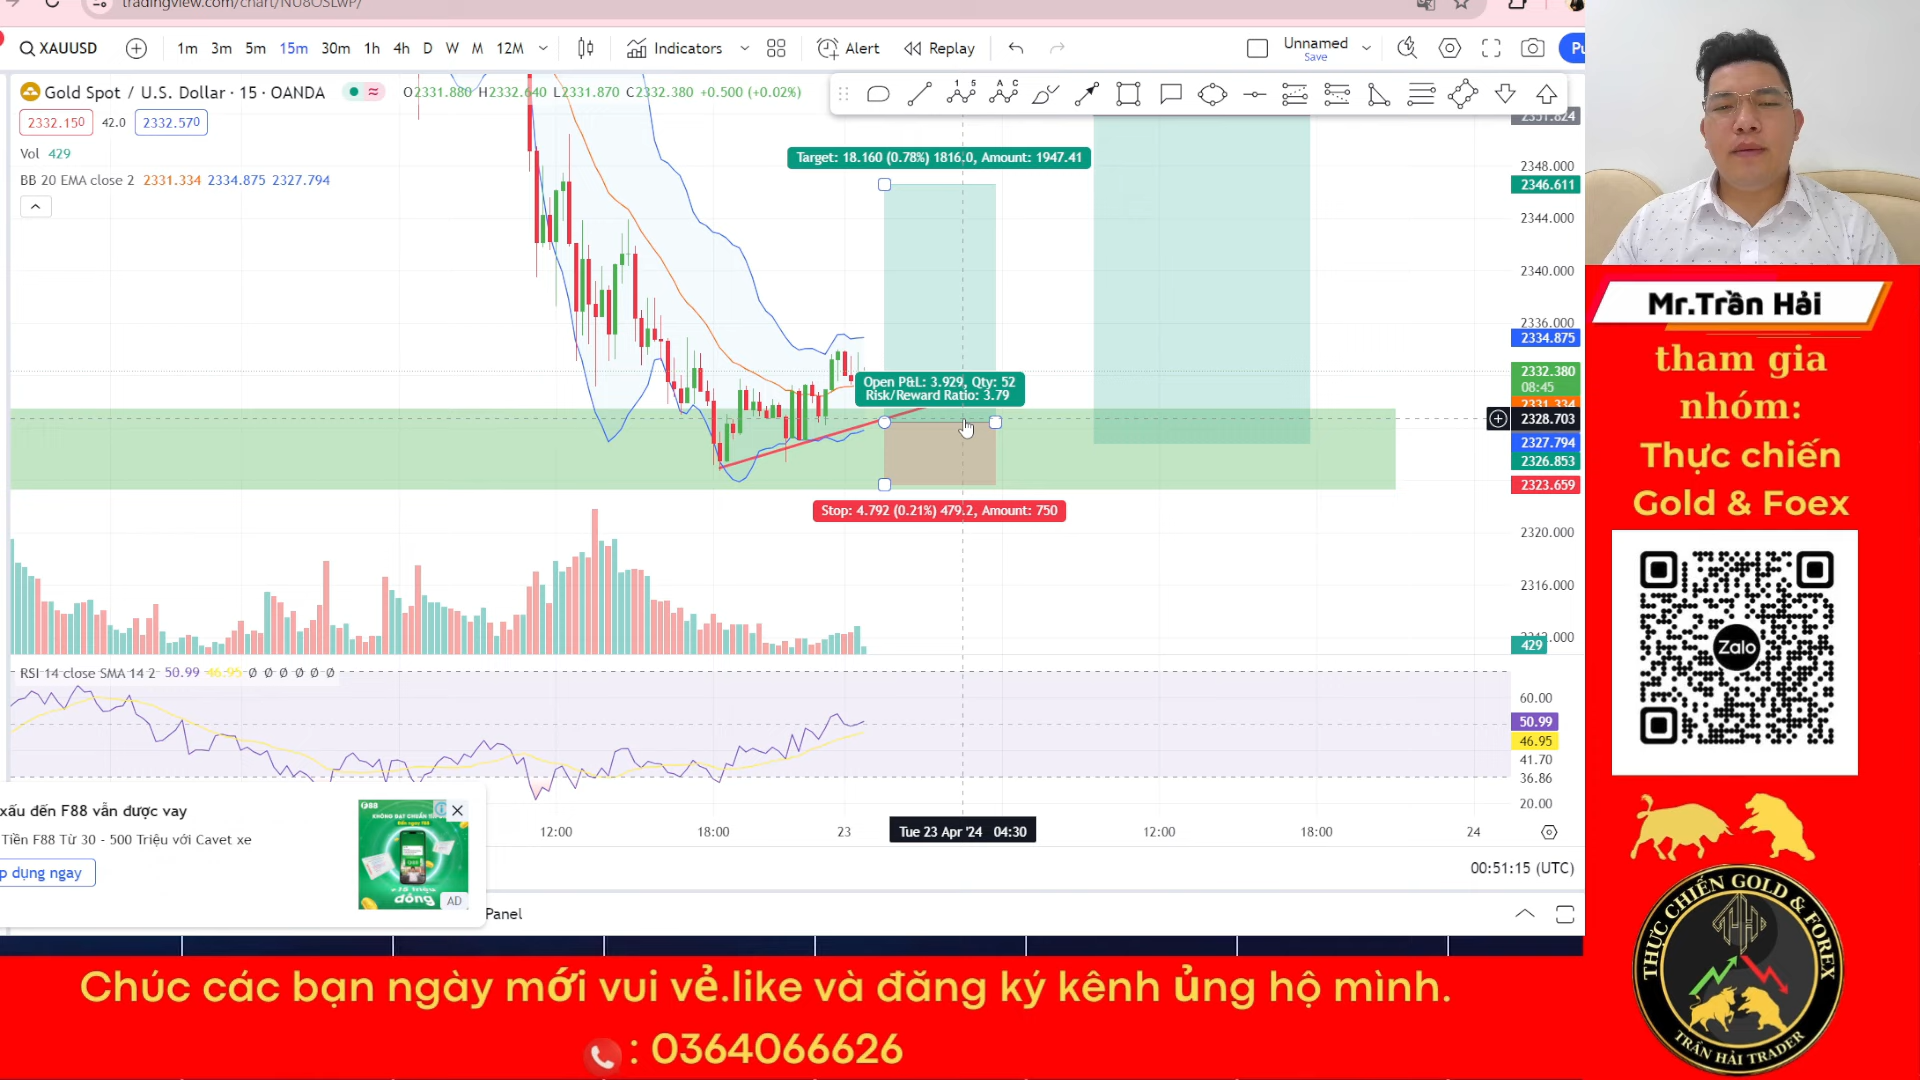 tradingview.com/chart/NU8OSLwP/
XAUUSD
1m 3m 5m 15m 30m 1h 4h D W M 12M
Indicators
Alert
Replay
Unnamed
Save
Gold Spot / U.S. Dollar · 15 · OANDA
O2331.880 H2332.640 L2331.870 C2332.380 +0.500 (+0.02%)
2332.150 42.0 2332.570
Vol 429
BB 20 EMA close 2 2331.334 2334.875 2327.794
Target: 18.160 (0.78%) 1816.0, Amount: 1947.41
Open P&L: 3.929, Qty: 52
Risk/Reward Ratio: 3.79
Stop: 4.792 (0.21%) 479.2, Amount: 750
2351.824
2348.000
2346.611
2344.000
2340.000
2336.000
2334.875
2332.380
08:45
2331.334
2328.703
2327.794
2326.853
2323.659
2320.000
2316.000
429
RSI 14 close SMA 14 2 50.99 46.95 Ø Ø Ø Ø Ø Ø
60.00
50.99
46.95
41.70
36.86
20.00
12:00 18:00 23 Tue 23 Apr '24 04:30 12:00 18:00 24
00:51:15 (UTC)
xấu đến F88 vẫn được vay
Tiền F88 Từ 30 - 500 Triệu với Cavet xe
p dụng ngay
F88
đồng
AD
Panel
Mr.Trần Hải
tham gia
nhóm:
Thực chiến
Gold & Foex
Zalo
THỰC CHIẾN GOLD & FOREX
TRẦN HẢI TRADER
Chúc các bạn ngày mới vui vẻ.like và đăng ký kênh ủng hộ mình.
: 0364066626